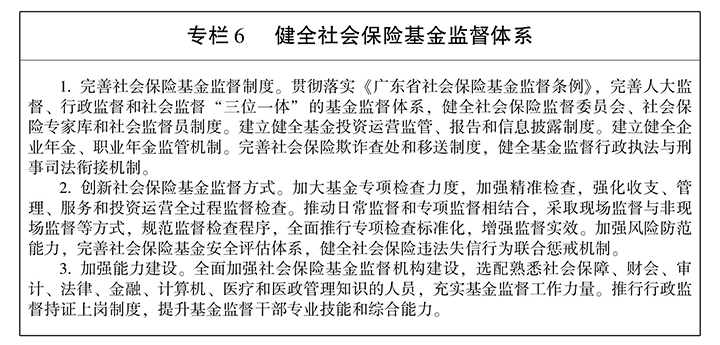 专栏 6 健全社会保险基金监督体系
1. 完善社会保险基金监督制度。贯彻落实《广东省社会保险基金监督条例》，完善人大监
督、行政监督和社会监督“三位一体”的基金监督体系，健全社会保险监督委员会、社会保
险专家库和社会监督员制度。建立健全基金投资运营监管、报告和信息披露制度。建立健全企
业年金、职业年金监管机制。完善社会保险欺诈查处和移送制度，健全基金监督行政执法与刑
事司法衔接机制。
2. 创新社会保险基金监督方式。加大基金专项检查力度，加强精准检查，强化收支、管
理、服务和投资运营全过程监督检查。推动日常监督和专项监督相结合，采取现场监督与非现
场监督等方式，规范监督检查程序，全面推行专项检查标准化，增强监督实效。加强风险防范
能力，完善社会保险基金安全评估体系，健全社会保险违法失信行为联合惩戒机制。
3. 加强能力建设。全面加强社会保险基金监督机构建设，选配熟悉社会保障、财会、审
计、法律、金融、计算机、医疗和医政管理知识的人员，充实基金监督工作力量。推行行政监
督持证上岗制度，提升基金监督干部专业技能和综合能力。